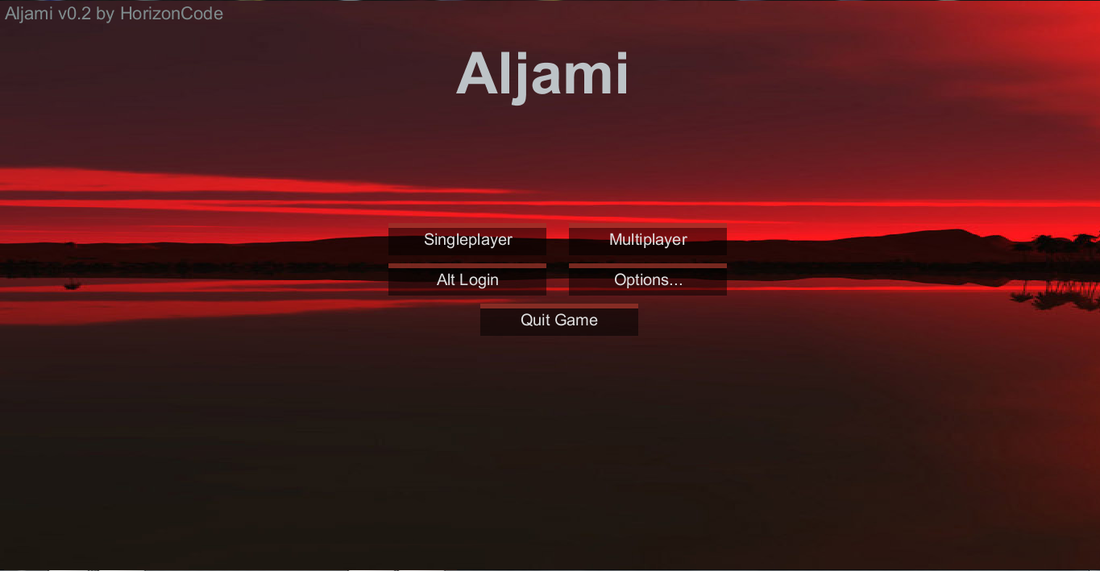 Aljami v0.2 by HorizonCode
Aljami
Singleplayer
Multiplayer
Alt Login
Options...
Quit Game